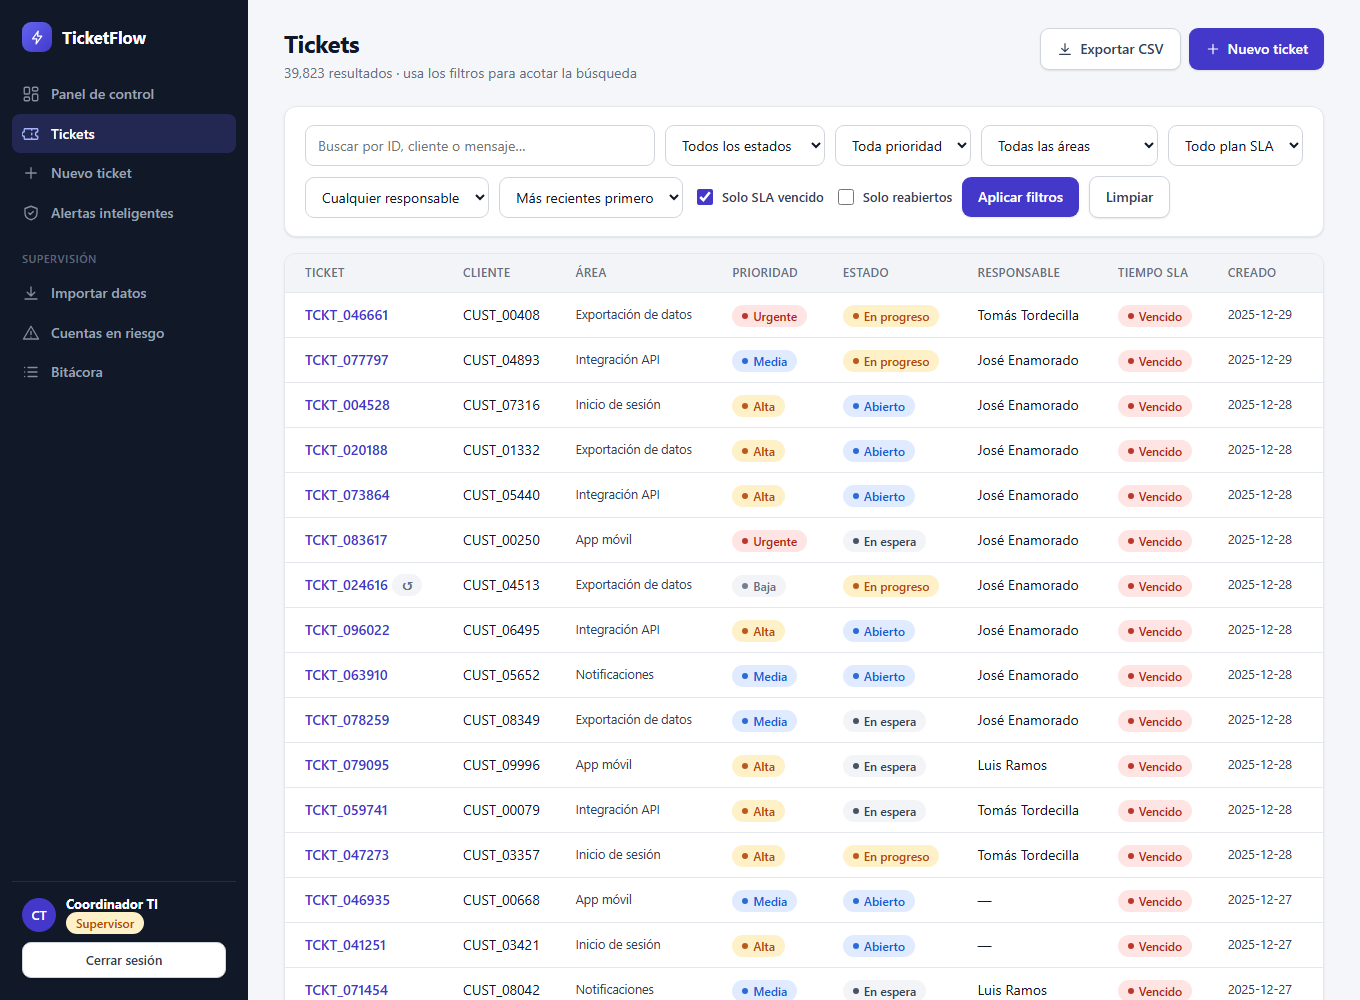 TicketFlow
Panel de control
Tickets
Nuevo ticket
Alertas inteligentes
SUPERVISIÓN
Importar datos
Cuentas en riesgo
Bitácora
CT
Coordinador TI
Supervisor
Cerrar sesión
Tickets
39,823 resultados · usa los filtros para acotar la búsqueda
Exportar CSV
Nuevo ticket
Buscar por ID, cliente o mensaje... Todos los estados Toda prioridad Todas las áreas Todo plan SLA
Cualquier responsable Más recientes primero Solo SLA vencido Solo reabiertos Aplicar filtros Limpiar
TICKET CLIENTE ÁREA PRIORIDAD ESTADO RESPONSABLE TIEMPO SLA CREADO
TCKT_046661 CUST_00408 Exportación de datos Urgente En progreso Tomás Tordecilla Vencido 2025-12-29
TCKT_077797 CUST_04893 Integración API Media En progreso José Enamorado Vencido 2025-12-29
TCKT_004528 CUST_07316 Inicio de sesión Alta Abierto José Enamorado Vencido 2025-12-28
TCKT_020188 CUST_01332 Exportación de datos Alta Abierto José Enamorado Vencido 2025-12-28
TCKT_073864 CUST_05440 Integración API Alta Abierto José Enamorado Vencido 2025-12-28
TCKT_083617 CUST_00250 App móvil Urgente En espera José Enamorado Vencido 2025-12-28
TCKT_024616 ↺ CUST_04513 Exportación de datos Baja En progreso José Enamorado Vencido 2025-12-28
TCKT_096022 CUST_06495 Integración API Alta Abierto José Enamorado Vencido 2025-12-28
TCKT_063910 CUST_05652 Notificaciones Media Abierto José Enamorado Vencido 2025-12-28
TCKT_078259 CUST_08349 Exportación de datos Media En espera José Enamorado Vencido 2025-12-28
TCKT_079095 CUST_09996 App móvil Alta En espera Luis Ramos Vencido 2025-12-28
TCKT_059741 CUST_00079 Integración API Alta En espera Tomás Tordecilla Vencido 2025-12-28
TCKT_047273 CUST_03357 Inicio de sesión Alta En progreso Tomás Tordecilla Vencido 2025-12-28
TCKT_046935 CUST_00668 App móvil Media Abierto — Vencido 2025-12-27
TCKT_041251 CUST_03421 Inicio de sesión Alta Abierto — Vencido 2025-12-27
TCKT_071454 CUST_08042 Notificaciones Media En espera Luis Ramos Vencido 2025-12-27